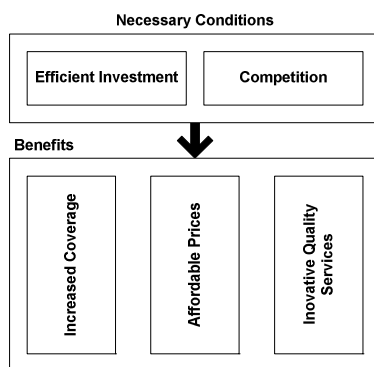 Necessary Conditions
Efficient Investment
Competition
Benefits
Increased Coverage
Affordable Prices
Inovative Quality
Services